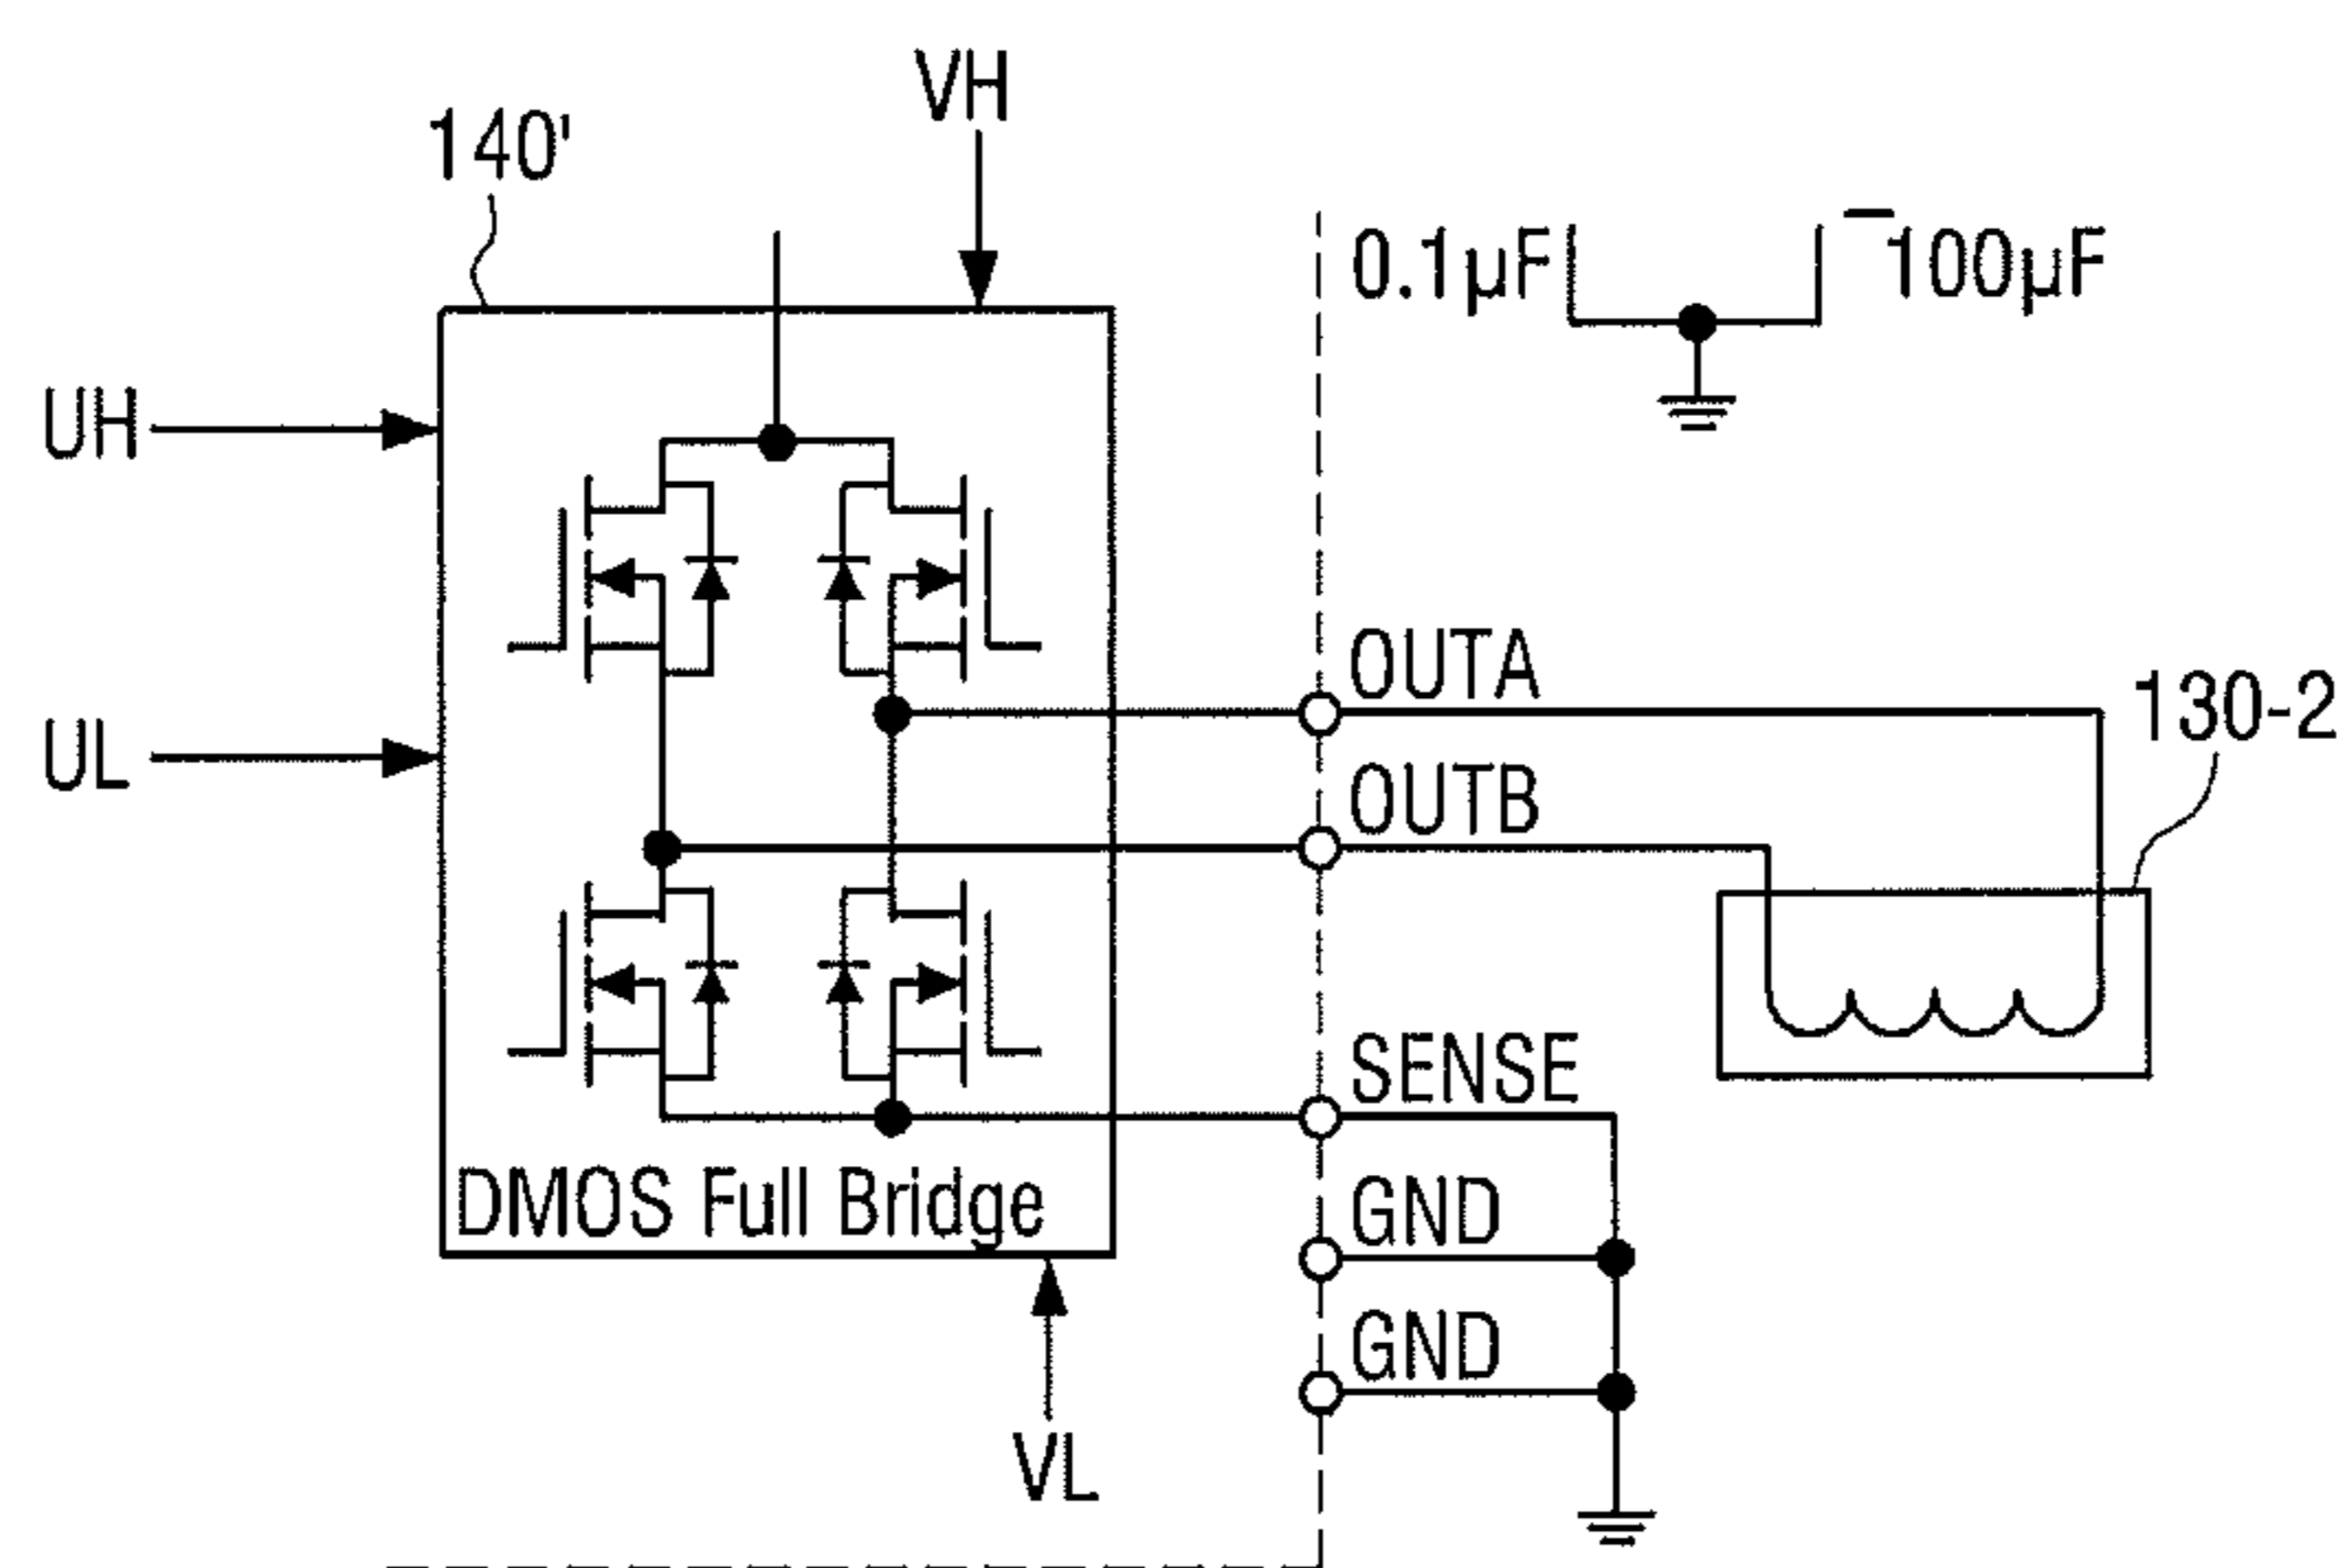 VH
140'
0.1µF
100µF
UH
OUTA
130-2
UL
OUTB
SENSE
DMOS Full Bridge
GND
GND
VL